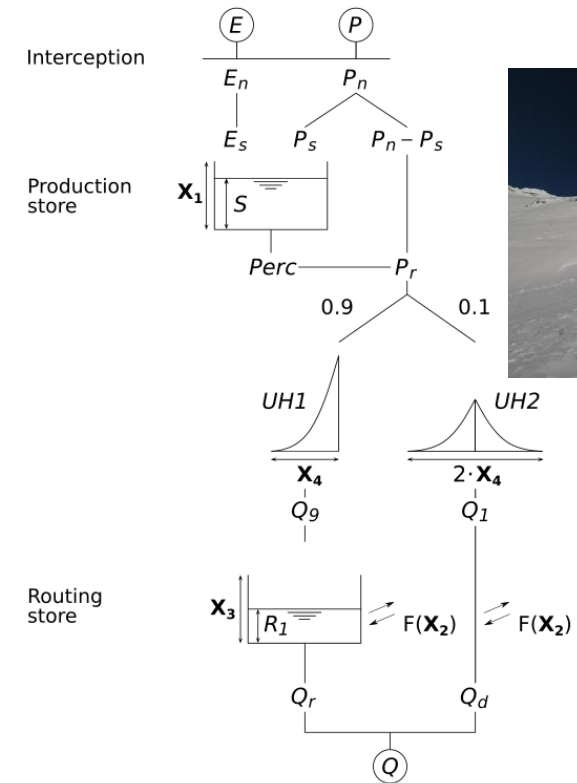 E P
Interception
Eₙ Pₙ
Eₛ Pₛ Pₙ – Pₛ
Production
store
X₁ S
Perc Pᵣ
0.9 0.1
UH1 UH2
X₄ 2·X₄
Q₉ Q₁
Routing
store
X₃ R₁ F(X₂) F(X₂)
Qᵣ Q_d
Q